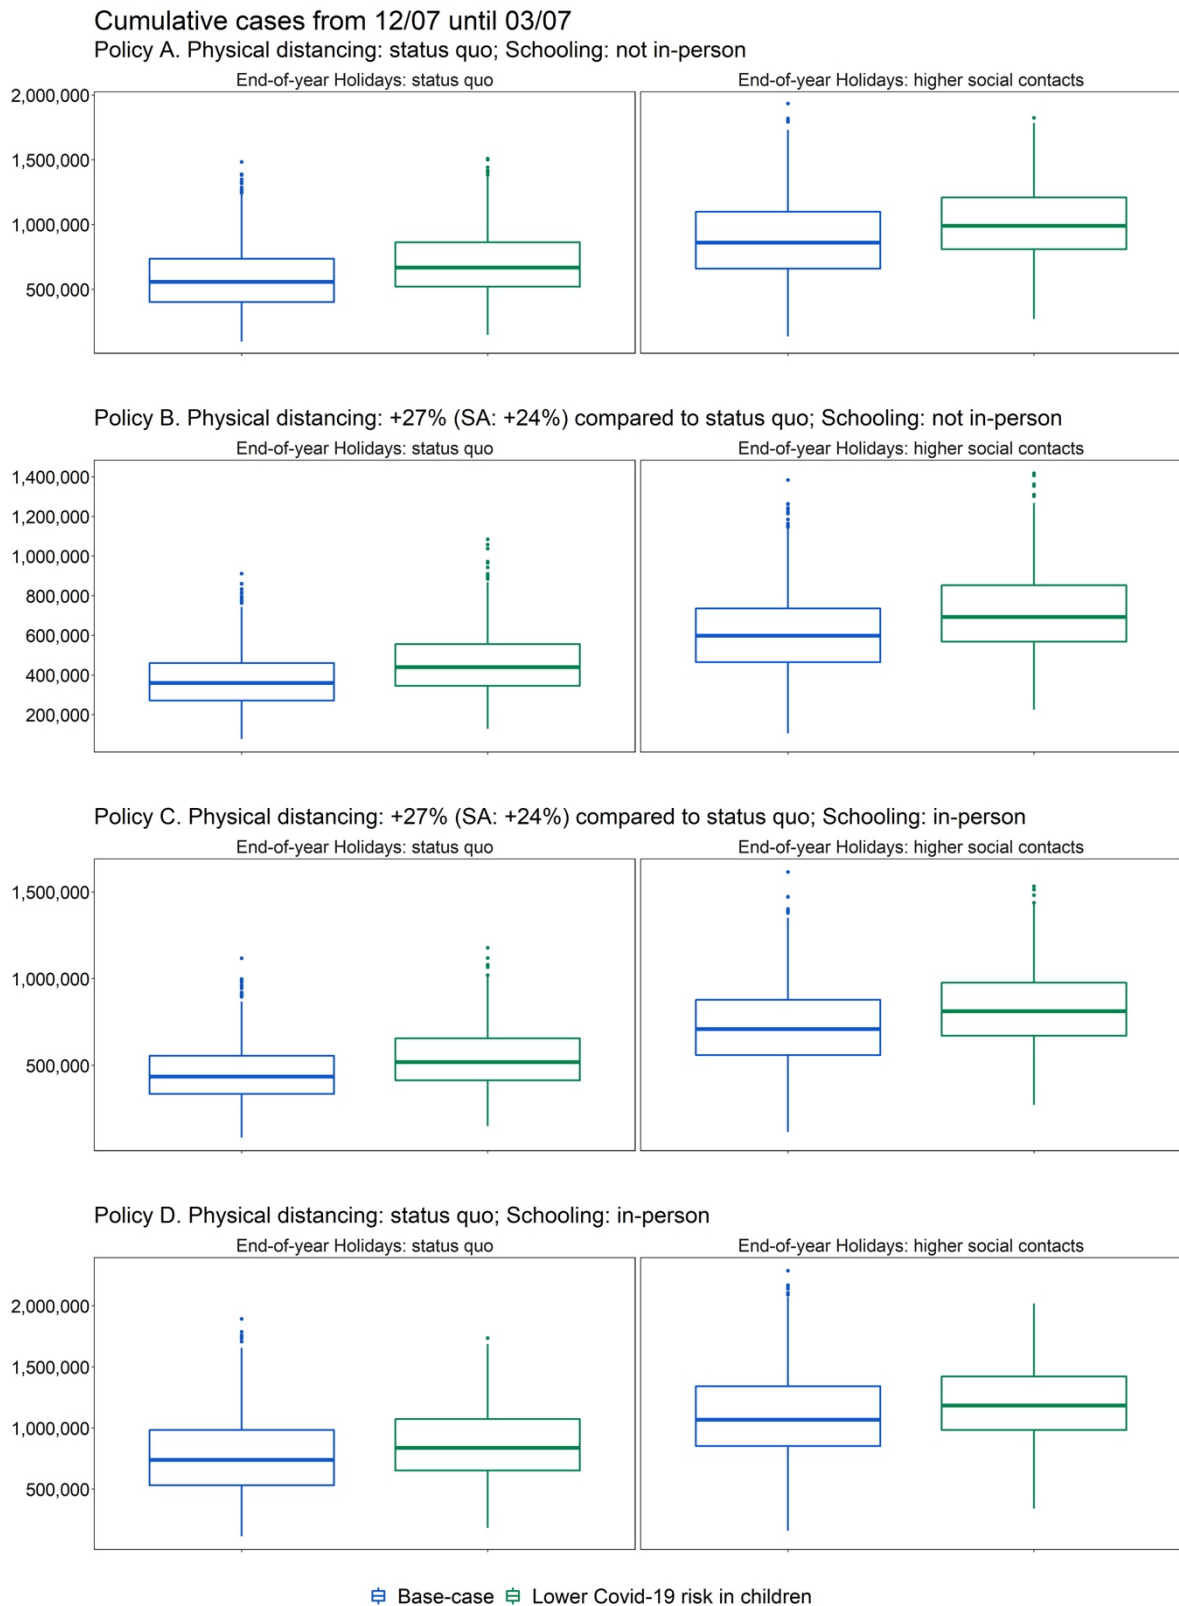 Cumulative cases from 12/07 until 03/07
Policy A. Physical distancing: status quo; Schooling: not in-person
End-of-year Holidays: status quo
End-of-year Holidays: higher social contacts
2,000,000
1,500,000
1,000,000
500,000
Policy B. Physical distancing: +27% (SA: +24%) compared to status quo; Schooling: not in-person
End-of-year Holidays: status quo
End-of-year Holidays: higher social contacts
1,400,000
1,200,000
1,000,000
800,000
600,000
400,000
200,000
Policy C. Physical distancing: +27% (SA: +24%) compared to status quo; Schooling: in-person
End-of-year Holidays: status quo
End-of-year Holidays: higher social contacts
1,500,000
1,000,000
500,000
Policy D. Physical distancing: status quo; Schooling: in-person
End-of-year Holidays: status quo
End-of-year Holidays: higher social contacts
2,000,000
1,500,000
1,000,000
500,000
Base-case
Lower Covid-19 risk in children